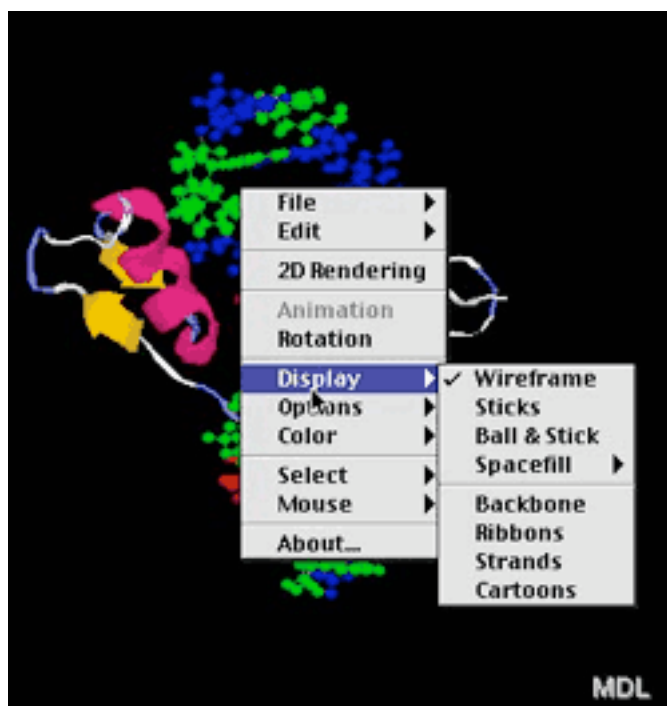 File
Edit
2D Rendering
Animation
Rotation
Display
Options
Color
Select
Mouse
About...
Wireframe
Sticks
Ball & Stick
Spacefill
Backbone
Ribbons
Strands
Cartoons
MDL